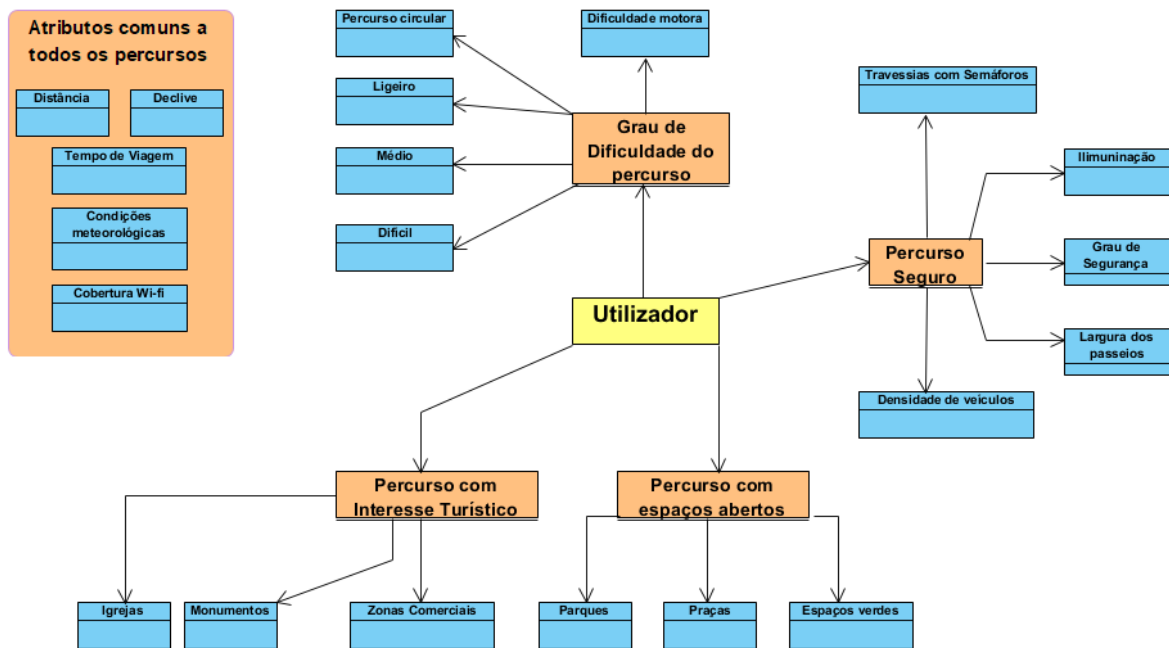 Atributos comuns a
todos os percursos
Distância
Declive
Tempo de Viagem
Condições
meteorológicas
Cobertura Wi-fi
Percurso circular
Dificuldade motora
Ligeiro
Médio
Dificil
Grau de
Dificuldade do
percurso
Travessias com Semáforos
Ilimuninação
Grau de
Segurança
Largura dos
passeios
Densidade de veículos
Percurso
Seguro
Utilizador
Percurso com
Interesse Turístico
Percurso com
espaços abertos
Igrejas
Monumentos
Zonas Comerciais
Parques
Praças
Espaços verdes